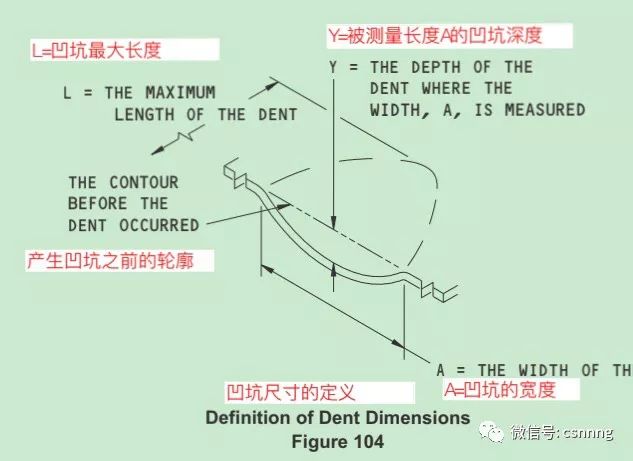 L=凹坑最大长度
Y=被测量长度A的凹坑深度
L = THE MAXIMUM
LENGTH OF THE DENT
Y = THE DEPTH OF THE
DENT WHERE THE
WIDTH, A, IS MEASURED
THE CONTOUR
BEFORE THE
DENT OCCURRED
产生凹坑之前的轮廓
A = THE WIDTH OF TH
凹坑尺寸的定义
A=凹坑的宽度
Definition of Dent Dimensions
Figure 104
微信号: csnnng